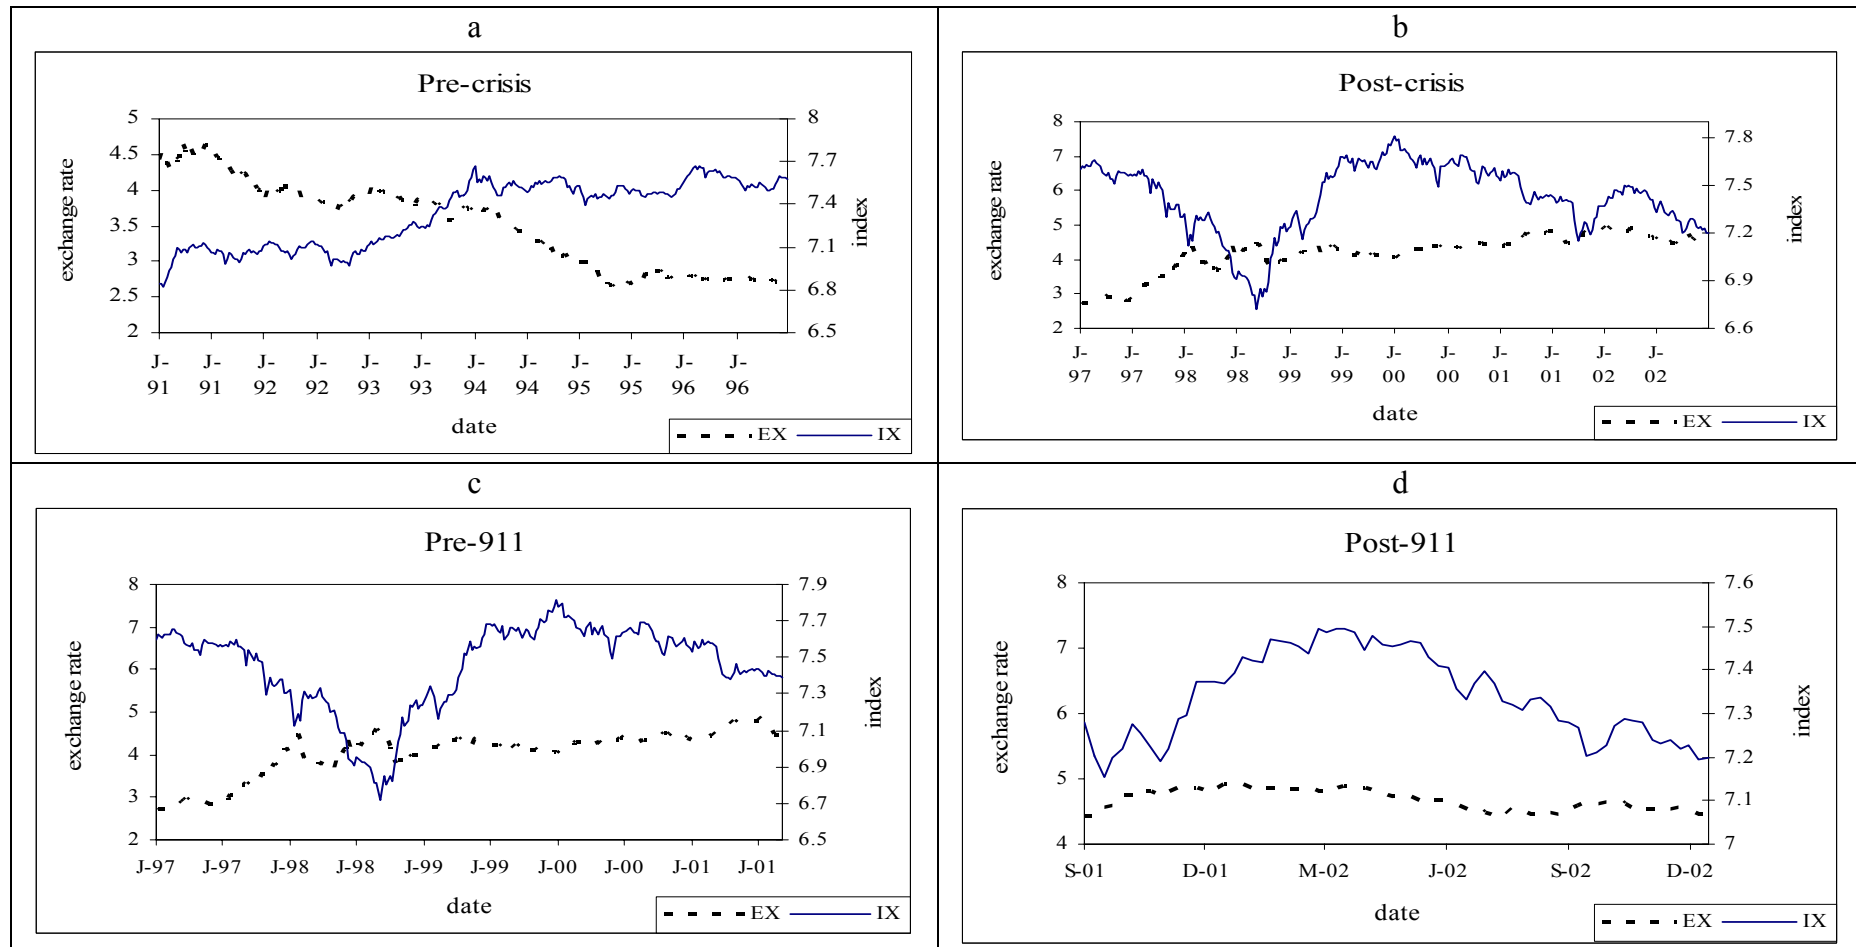 a
Pre-crisis
exchange rate
5
4.5
4
3.5
3
2.5
2
8
7.7
7.4
7.1
6.8
6.5
index
J-91 J-91 J-92 J-92 J-93 J-93 J-94 J-94 J-95 J-95 J-96 J-96
date
EX IX
b
Post-crisis
exchange rate
8
7
6
5
4
3
2
7.8
7.5
7.2
6.9
6.6
index
J-97 J-97 J-98 J-98 J-99 J-99 J-00 J-00 J-01 J-01 J-02 J-02
date
EX IX
c
Pre-911
exchange rate
8
7
6
5
4
3
2
7.9
7.7
7.5
7.3
7.1
6.9
6.7
6.5
index
J-97 J-97 J-98 J-98 J-99 J-99 J-00 J-00 J-01 J-01
date
EX IX
d
Post-911
exchange rate
8
7
6
5
4
7.6
7.5
7.4
7.3
7.2
7.1
7
index
S-01 D-01 M-02 J-02 S-02 D-02
date
EX IX